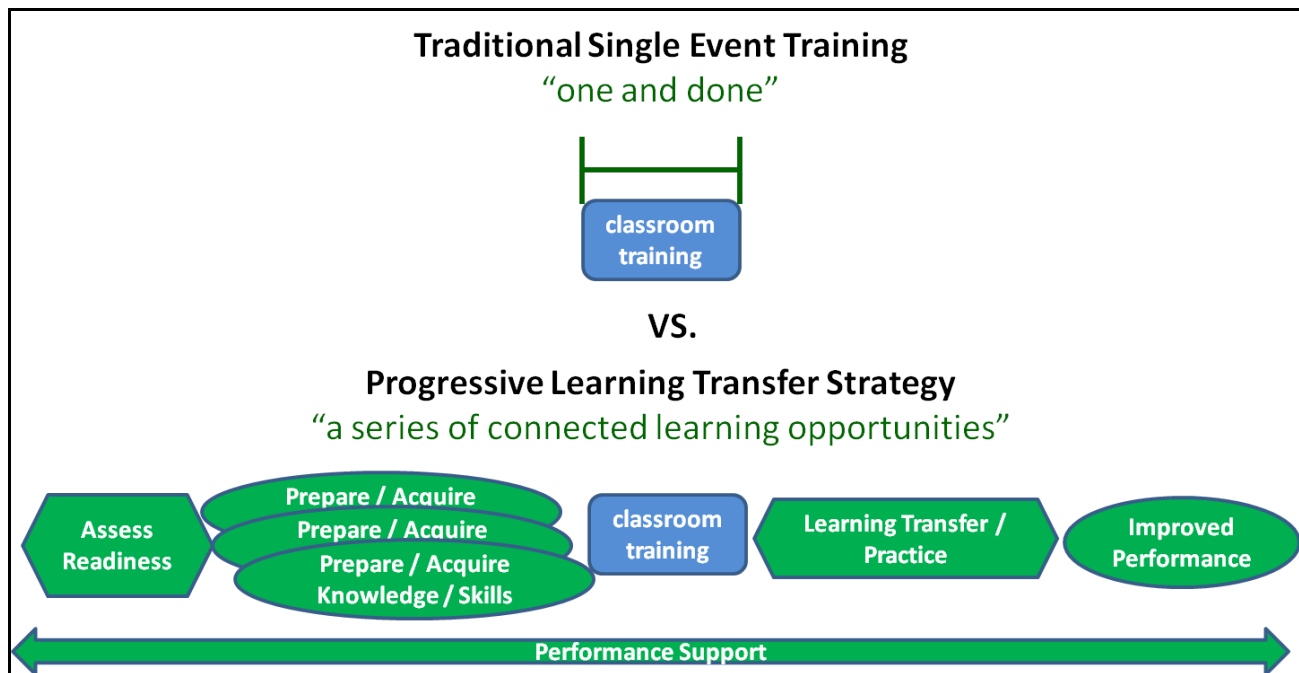 Traditional Single Event Training
“one and done”
classroom
training
VS.
Progressive Learning Transfer Strategy
“a series of connected learning opportunities”
Assess
Readiness
Prepare / Acquire
Prepare / Acquire
Prepare / Acquire
Knowledge / Skills
classroom
training
Learning Transfer /
Practice
Improved
Performance
Performance Support